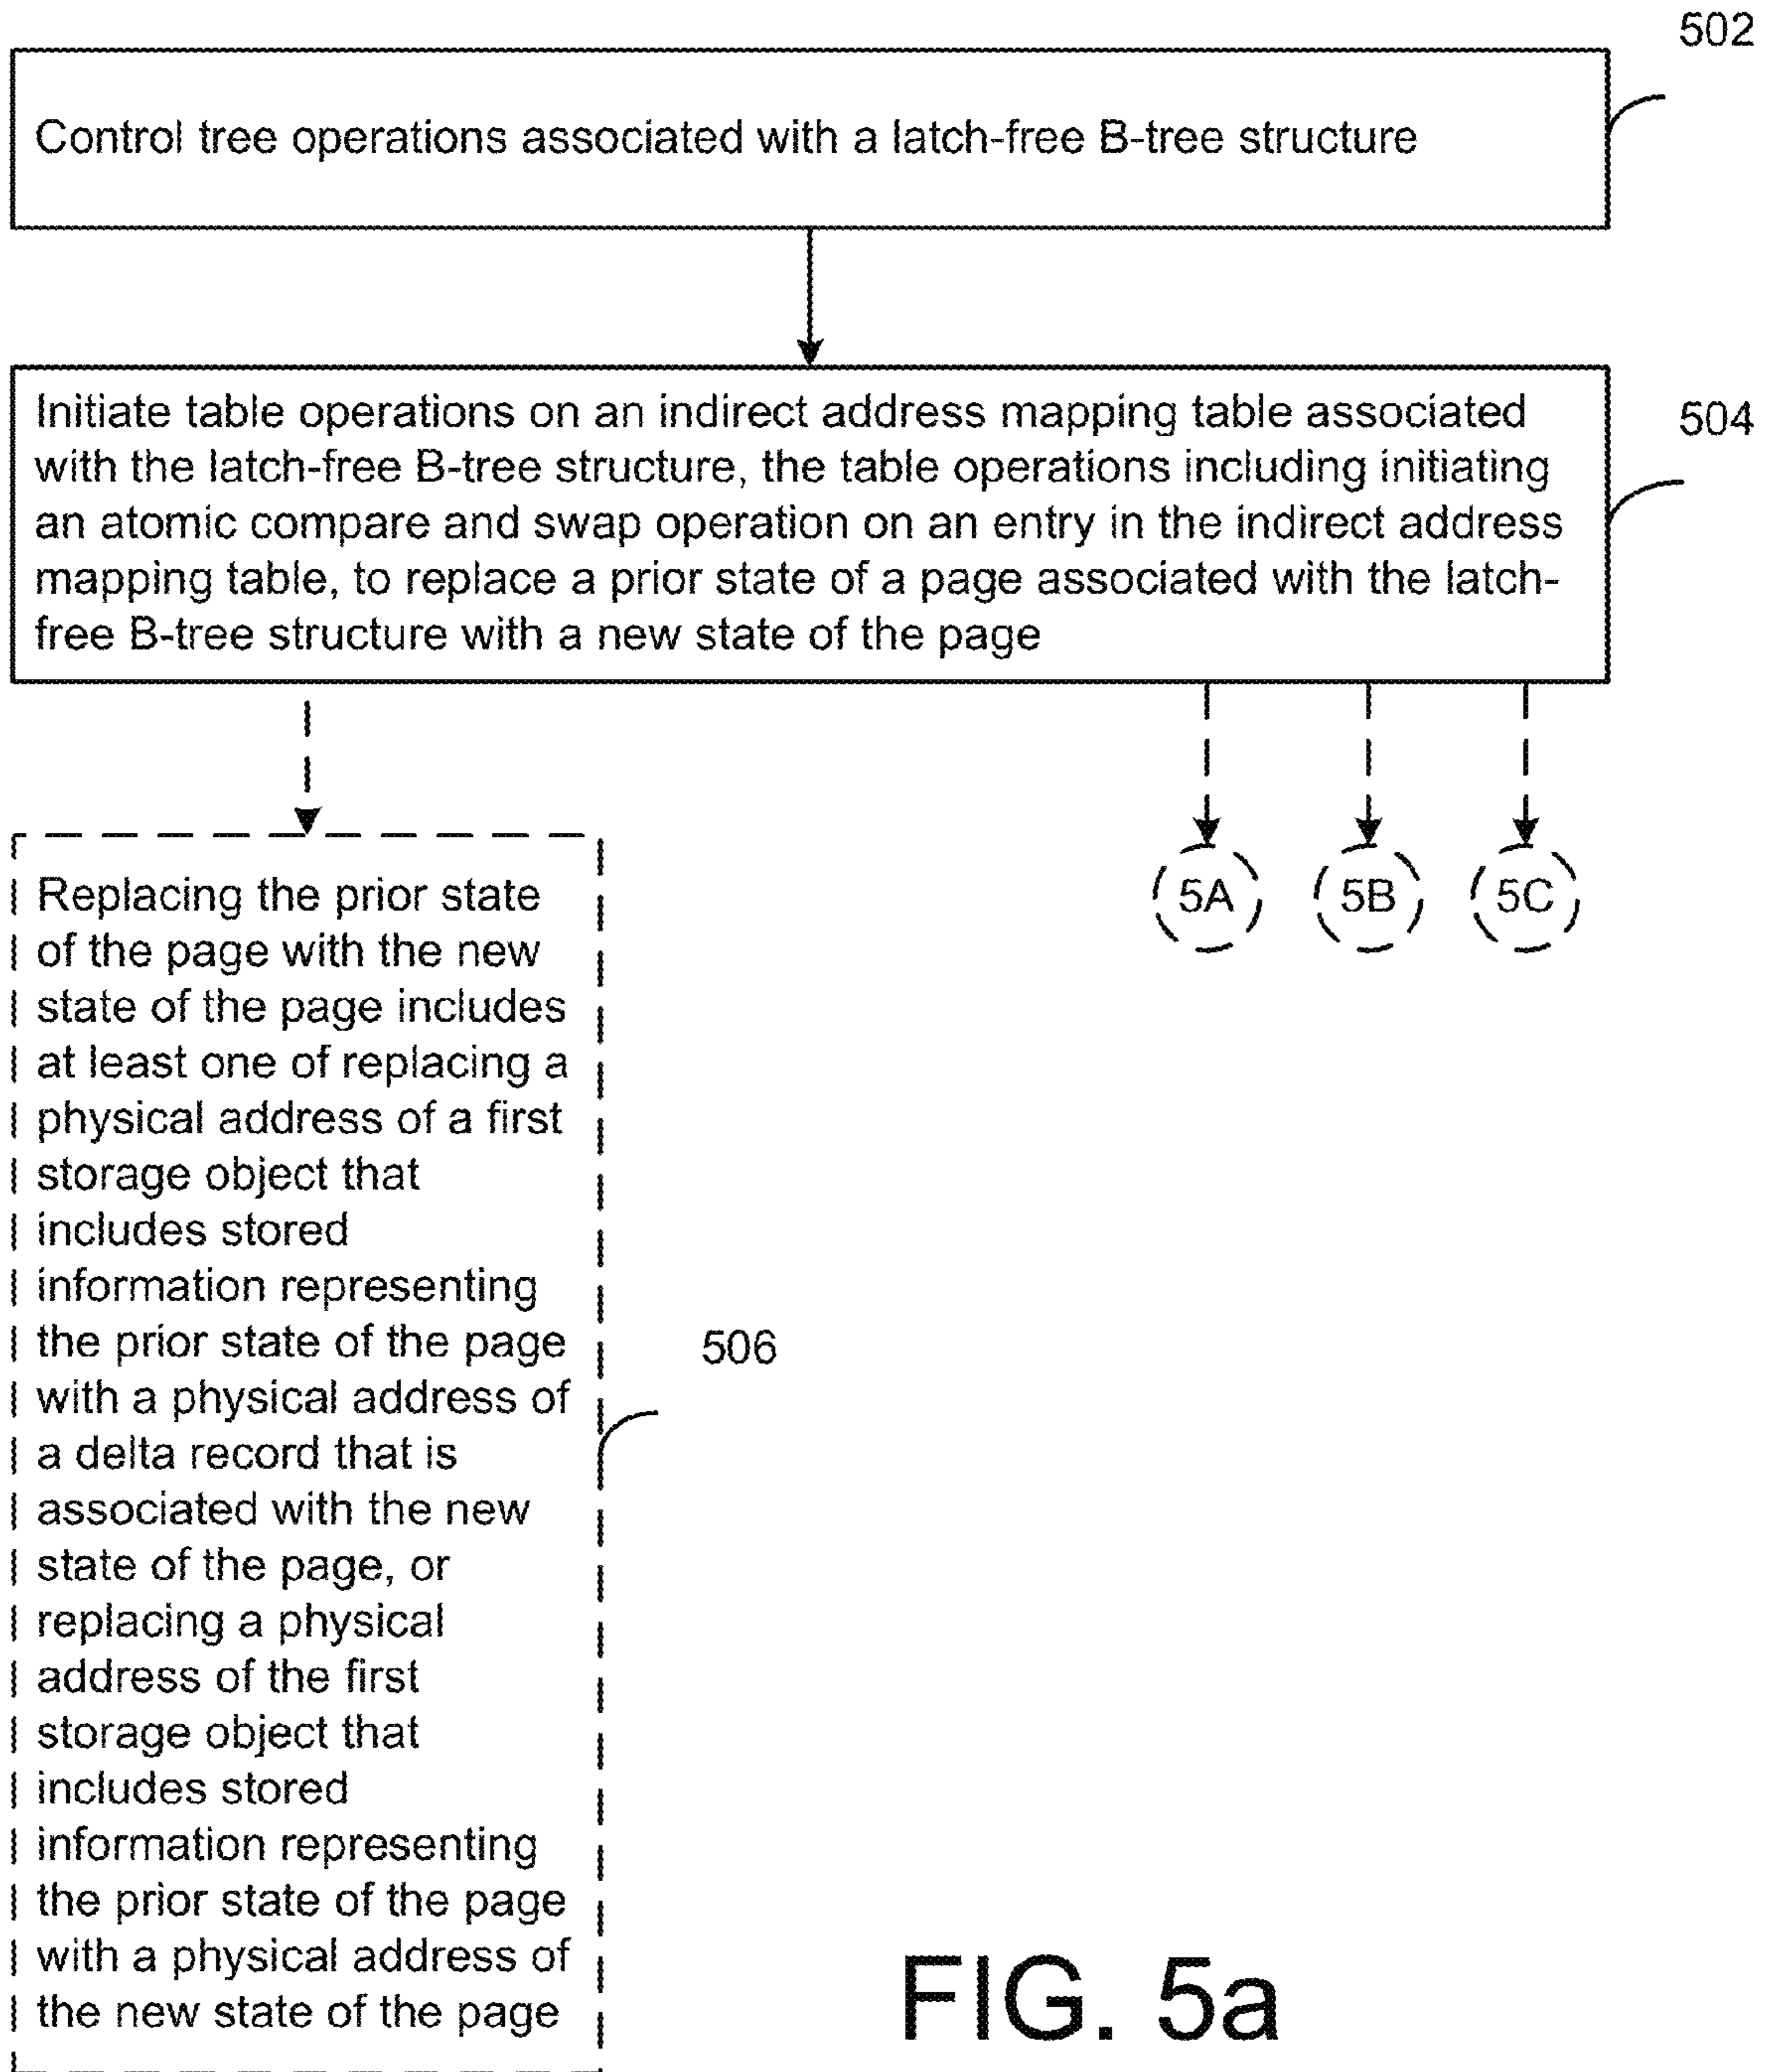 502
Control tree operations associated with a latch-free B-tree structure
Initiate table operations on an indirect address mapping table associated
with the latch-free B-tree structure, the table operations including initiating
an atomic compare and swap operation on an entry in the indirect address
mapping table, to replace a prior state of a page associated with the latch-
free B-tree structure with a new state of the page
504
5A
5B
5C
Replacing the prior state
of the page with the new
state of the page includes
at least one of replacing a
physical address of a first
storage object that
includes stored
information representing
the prior state of the page
with a physical address of
a delta record that is
associated with the new
state of the page, or
replacing a physical
address of the first
storage object that
includes stored
information representing
the prior state of the page
with a physical address of
the new state of the page
506
FIG. 5a